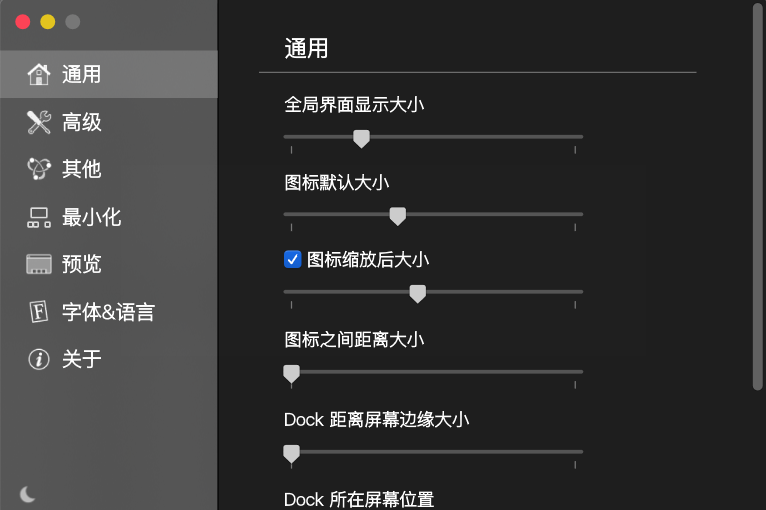 通用
高级
其他
最小化
预览
字体&语言
关于
通用
全局界面显示大小
图标默认大小
图标缩放后大小
图标之间距离大小
Dock 距离屏幕边缘大小
Dock 所在屏幕位置